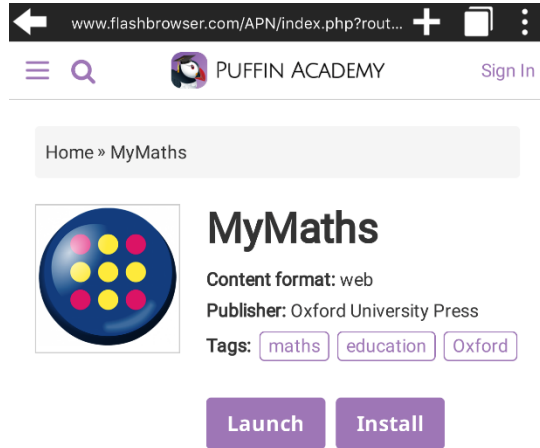 www.flashbrowser.com/APN/index.php?rout...
PUFFIN ACADEMY
Sign In
Home » MyMaths
MyMaths
Content format: web
Publisher: Oxford University Press
Tags: maths education Oxford
Launch Install